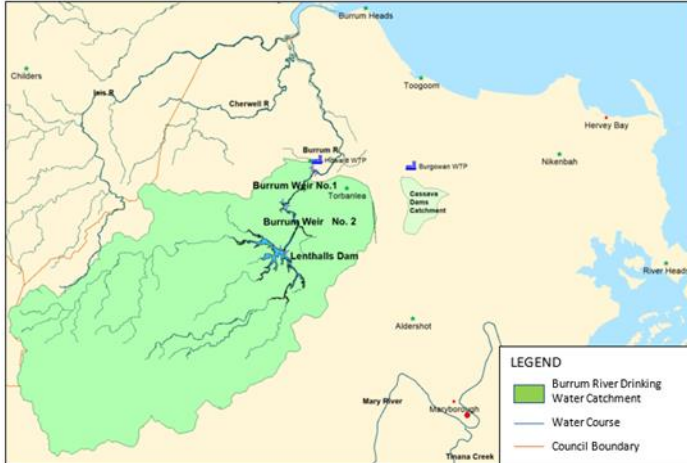 Burrum Heads
Childers
Isis R
Toogoom
Cherwell R
Hervey Bay
Burrum R.
Howard WTP
Burgowan WTP
Nikenbah
Burrum Weir No.1
Torbanlea
Cassava
Dams
Catchment
Burrum Weir No. 2
Lenthalls Dam
River Heads
Aldershot
LEGEND
Burrum River Drinking
Water Catchment
Water Course
Council Boundary
Mary River
Maryborough
Tinana Creek